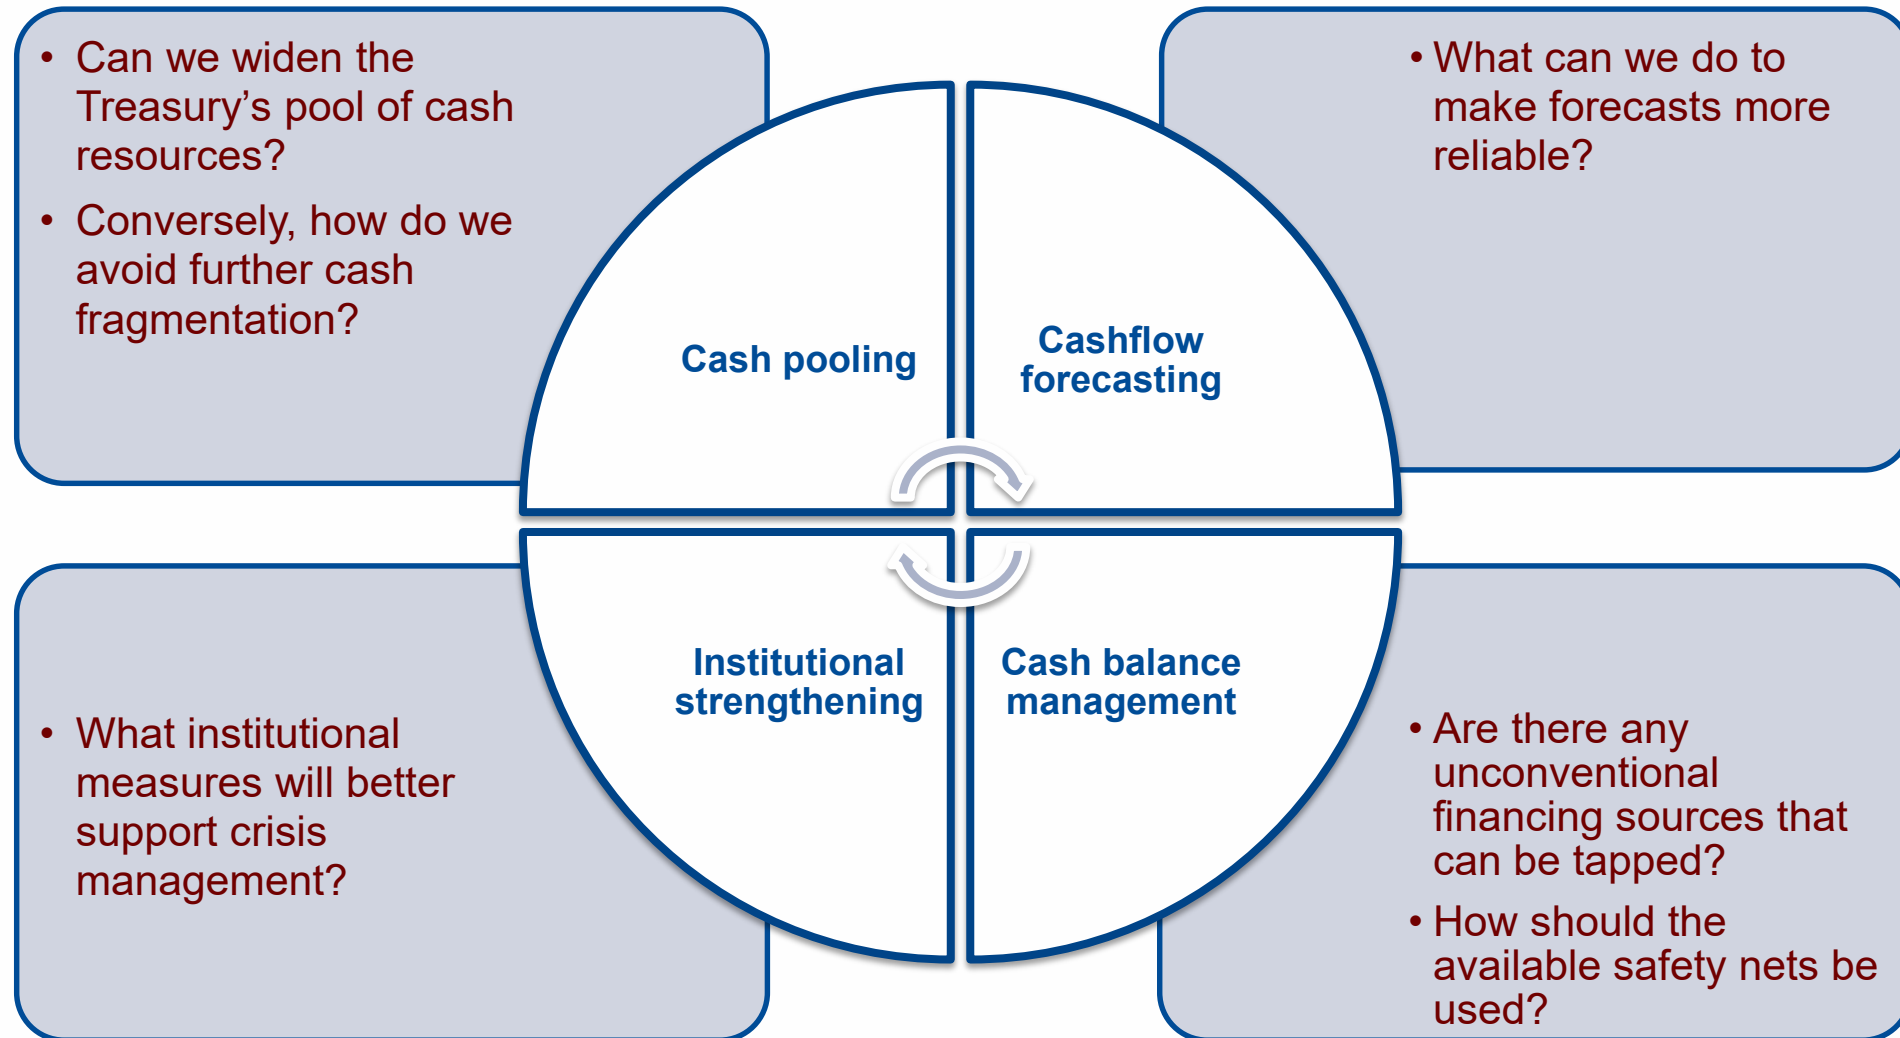 • Can we widen the
Treasury’s pool of cash
resources?
• Conversely, how do we
avoid further cash
fragmentation?
• What can we do to
make forecasts more
reliable?
Cash pooling
Cashflow
forecasting
Institutional
strengthening
Cash balance
management
• What institutional
measures will better
support crisis
management?
• Are there any
unconventional
financing sources that
can be tapped?
• How should the
available safety nets be
used?